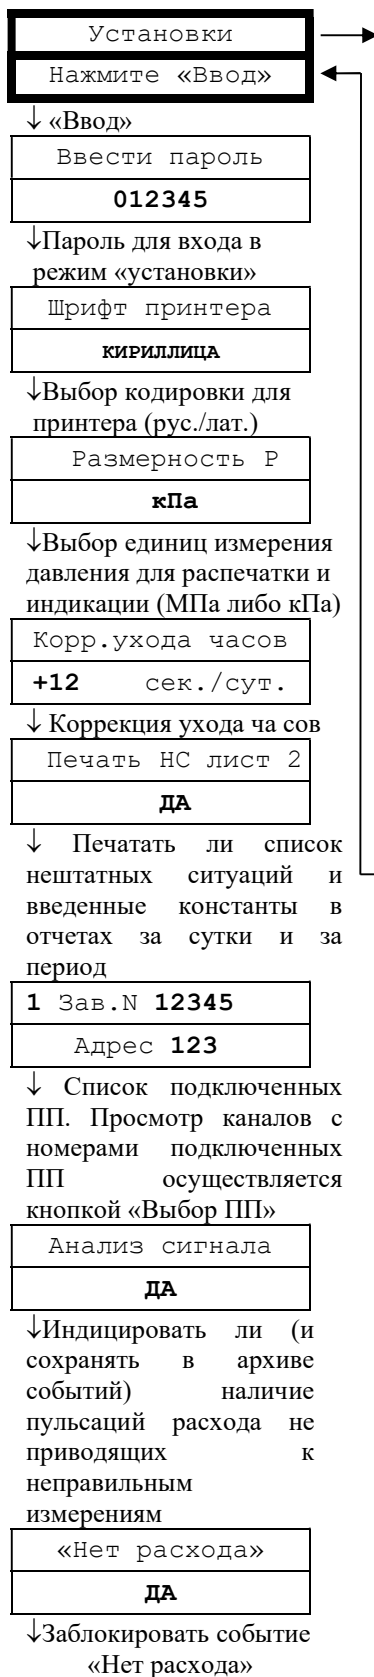 Установки
Нажмите «Ввод»
↓ «Ввод»
Ввести пароль
012345
↓Пароль для входа в
режим «установки»
Шрифт принтера
КИРИЛЛИЦА
↓Выбор кодировки для
принтера (рус./лат.)
Размерность Р
кПа
↓Выбор единиц измерения
давления для распечатки и
индикации (МПа либо кПа)
Корр.ухода часов
+12 сек./сут.
↓ Коррекция ухода ча сов
Печать НС лист 2
ДА
↓ Печатать ли список
нештатных ситуаций и
введенные константы в
отчетах за сутки и за
период
1 Зав.N 12345
Адрес 123
↓ Список подключенных
ПП. Просмотр каналов с
номерами подключенных
ПП осуществляется
кнопкой «Выбор ПП»
Анализ сигнала
ДА
↓Индицировать ли (и
сохранять в архиве
событий) наличие
пульсаций расхода не
приводящих к
неправильным
измерениям
«Нет расхода»
ДА
↓Заблокировать событие
«Нет расхода»